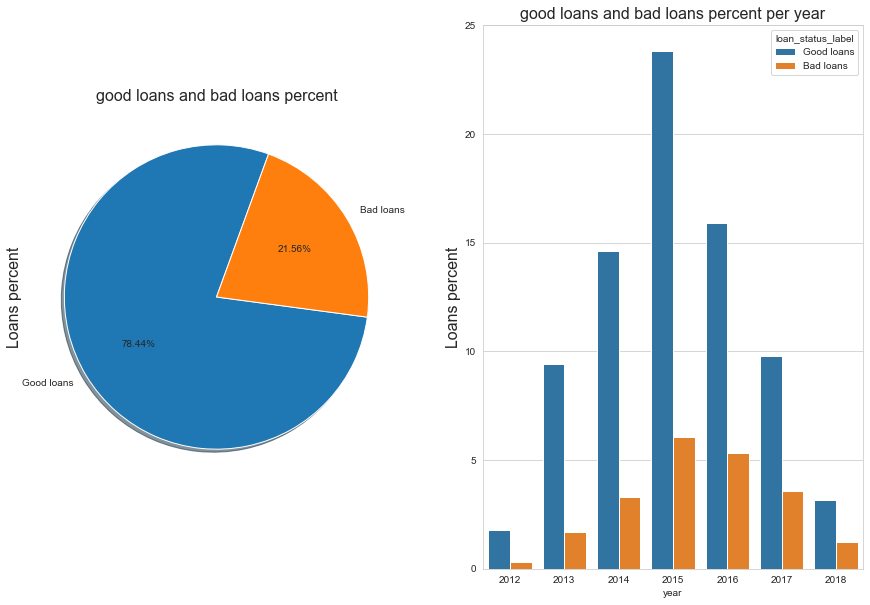 good loans and bad loans percent
Loans percent
Bad loans
21.56%
78.44%
Good loans
good loans and bad loans percent per year
Loans percent
25
20
15
10
5
0
loan_status_label
Good loans
Bad loans
2012 2013 2014 2015 2016 2017 2018
year